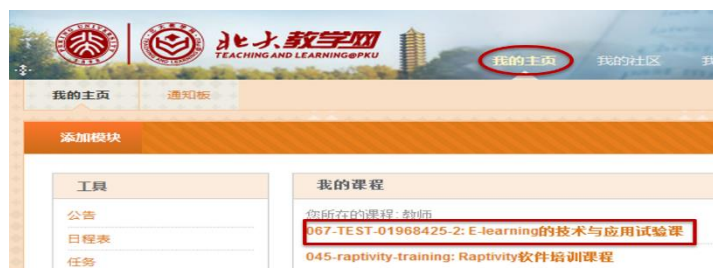 北大教学网
TEACHING AND LEARNING@PKU
我的主页 我的社区
我的主页 通知板
添加模块
工具
公告
日程表
任务
我的课程
您所在的课程: 教师
067-TEST-01968425-2: E-learning的技术与应用试验课
045-raptivity-training: Raptivity软件培训课程